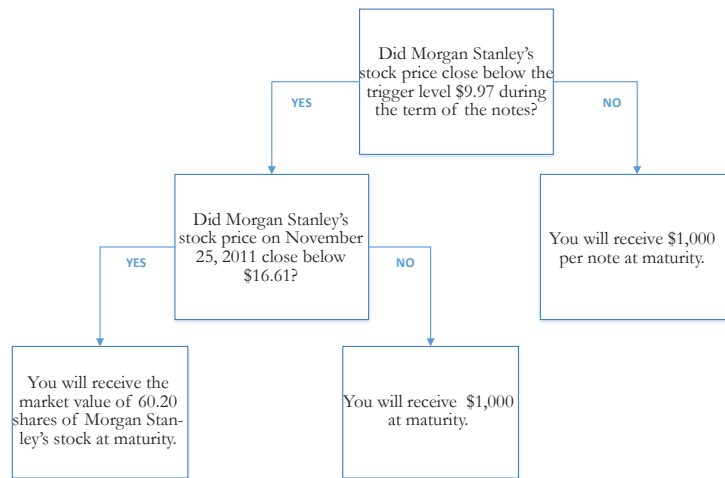 Did Morgan Stanley's
stock price close below the
trigger level $9.97 during
the term of the notes?
YES
NO
Did Morgan Stanley's
stock price on November
25, 2011 close below
$16.61?
You will receive $1,000
per note at maturity.
YES
NO
You will receive the
market value of 60.20
shares of Morgan Stan-
ley's stock at maturity.
You will receive $1,000
at maturity.